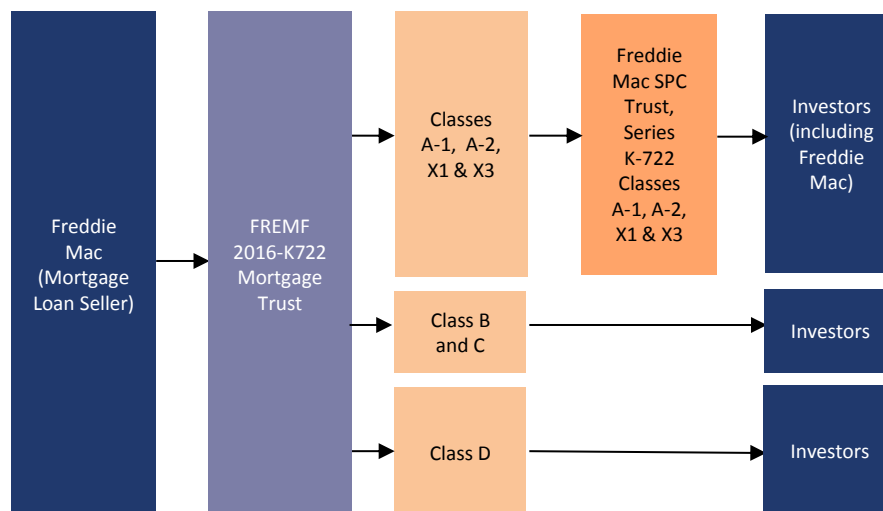 Freddie
Mac
(Mortgage
Loan Seller)
FREMF
2016-K722
Mortgage
Trust
Classes
A-1, A-2,
X1 & X3
Freddie
Mac SPC
Trust,
Series
K-722
Classes
A-1, A-2,
X1 & X3
Investors
(including
Freddie
Mac)
Class B
and C
Investors
Class D
Investors